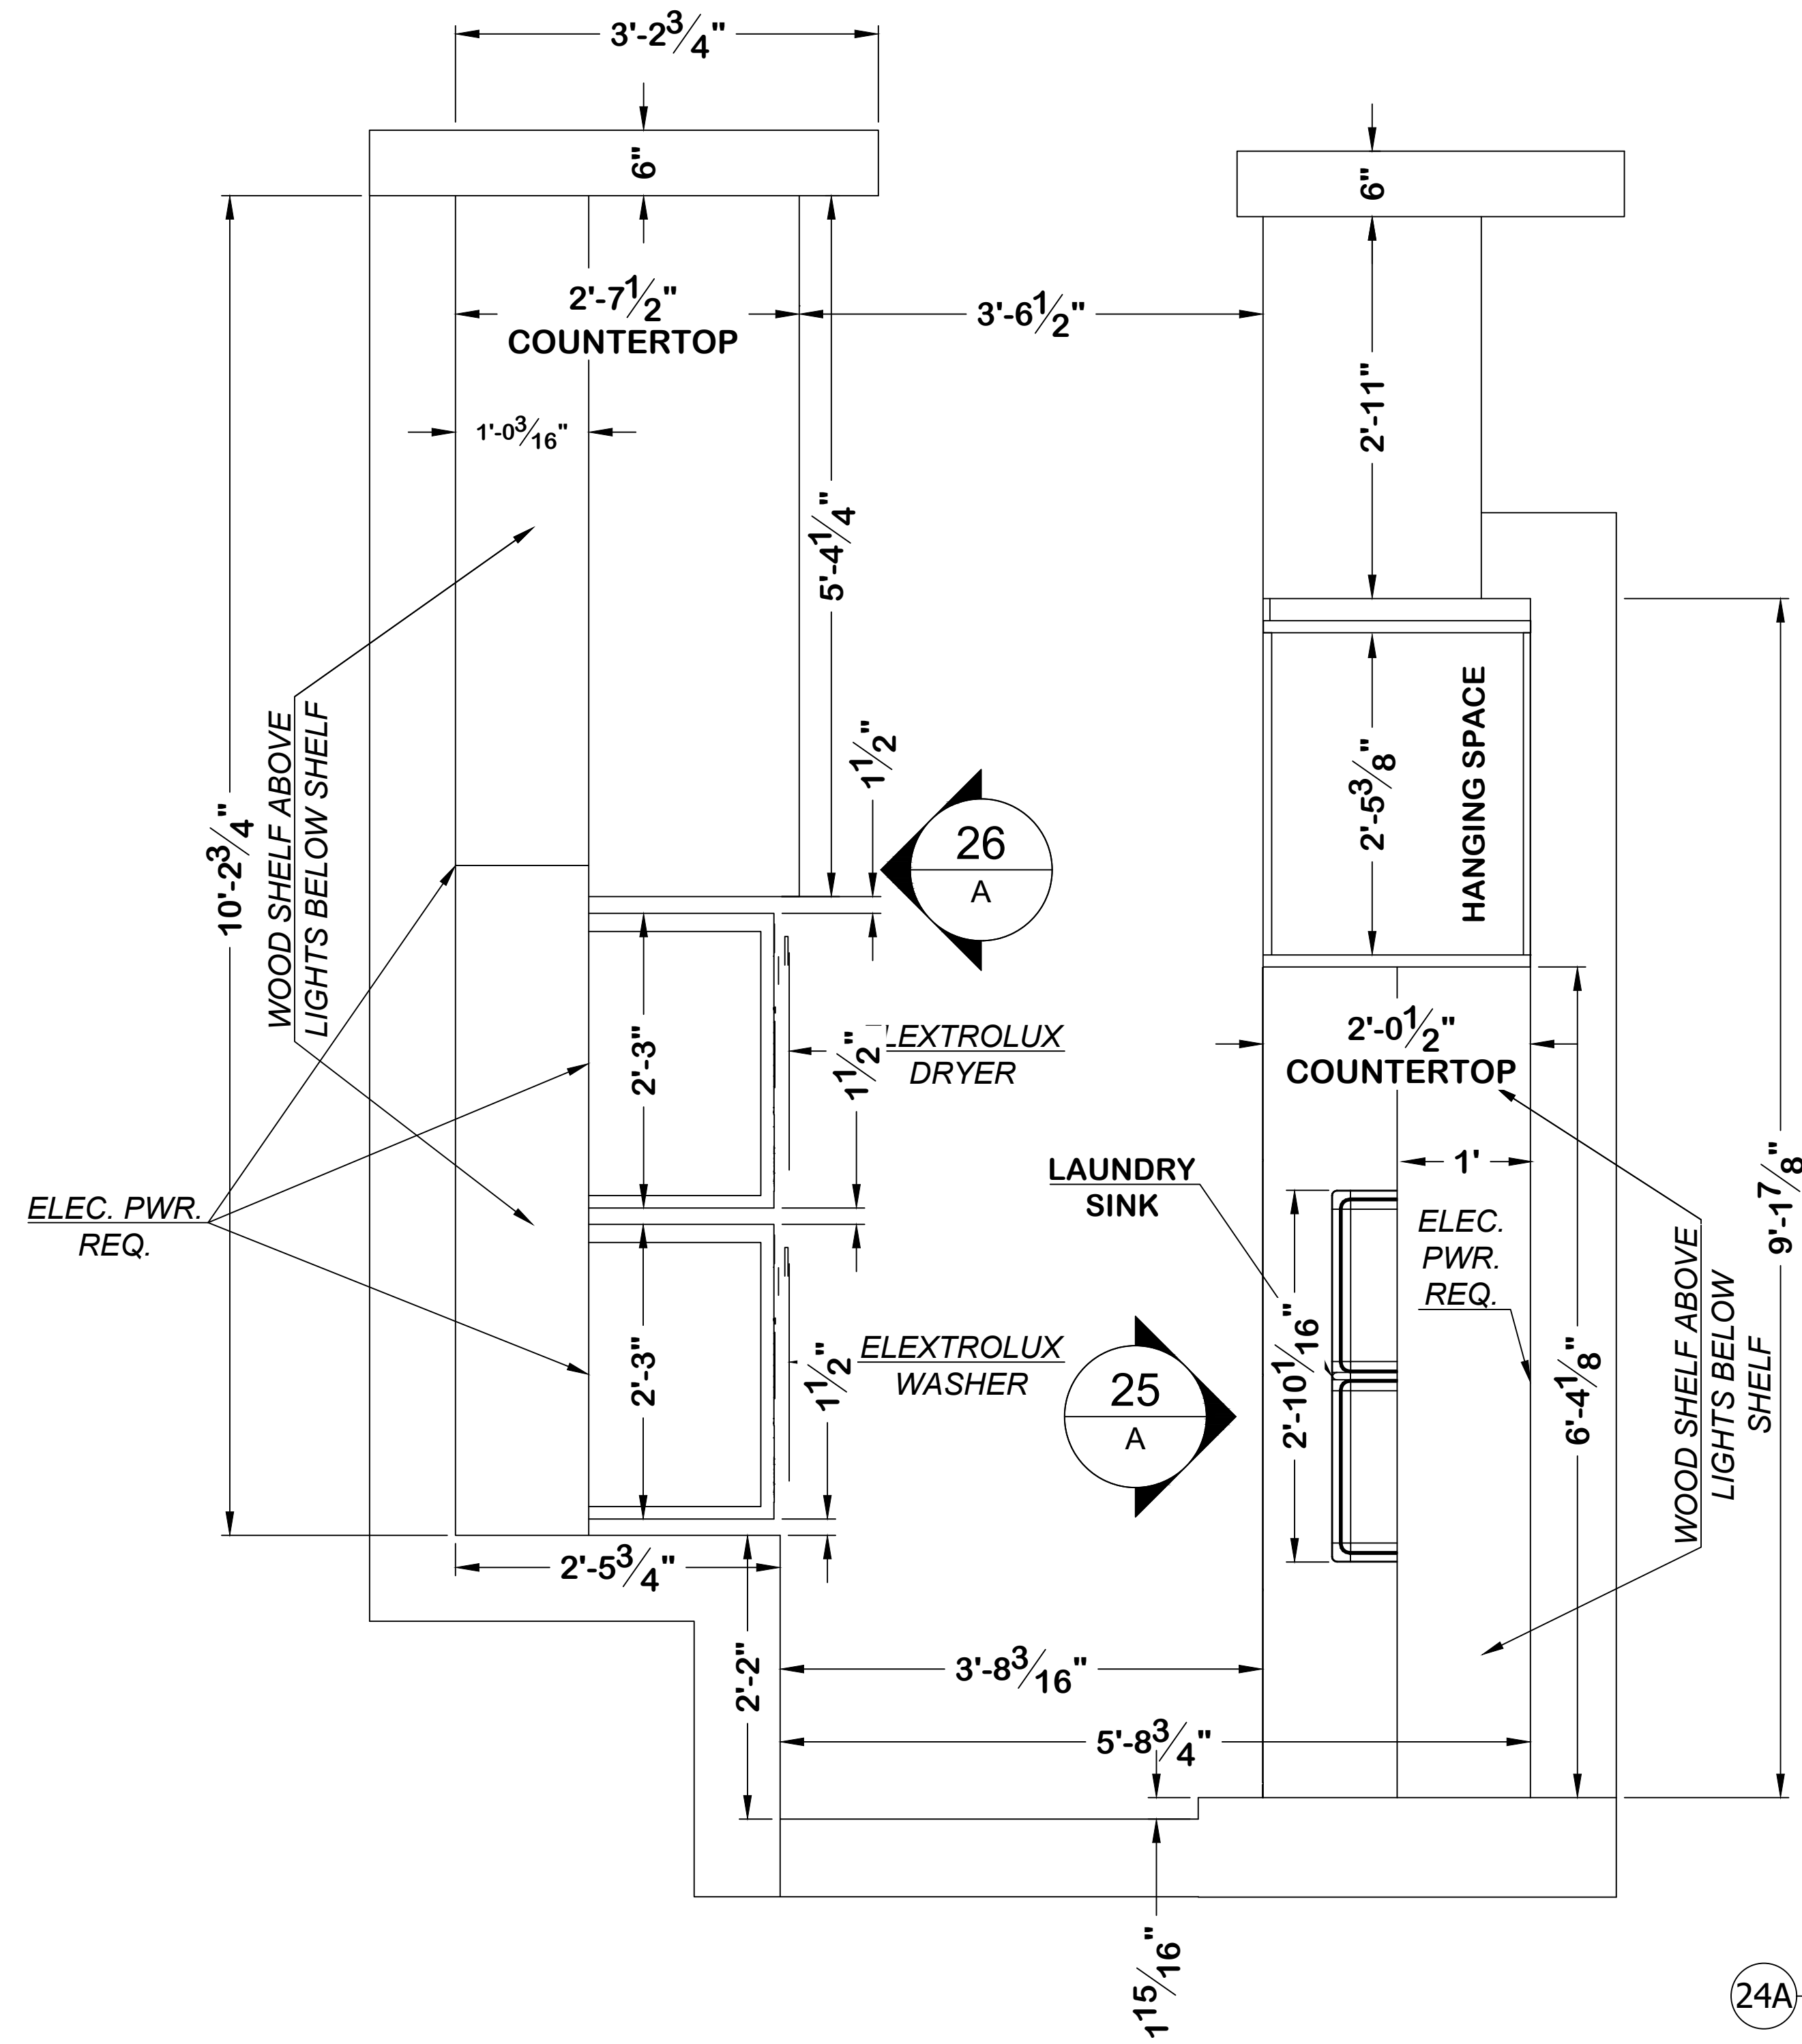 3'-2 3/4"
6"
6"
2'-7 1/2"
COUNTERTOP
3'-6 1/2"
1'-0 3/16"
2'-11"
5'-4 1/4"
10'-2 3/4"
WOOD SHELF ABOVE
LIGHTS BELOW SHELF
1 1/2"
26
A
2'-5 3/8"
HANGING SPACE
2'-3"
1 1/2"
LEXTROLUX
DRYER
2'-0 1/2"
COUNTERTOP
1'
LAUNDRY
SINK
ELEC. PWR.
REQ.
ELEC.
PWR.
REQ.
9'-1 7/8"
2'-3"
1 1/2"
ELEXTROLUX
WASHER
25
A
2'-10 1/16"
6'-4 1/8"
WOOD SHELF ABOVE
LIGHTS BELOW
SHELF
2'-5 3/4"
2'-2"
3'-8 3/16"
5'-8 3/4"
1 15/16"
24A